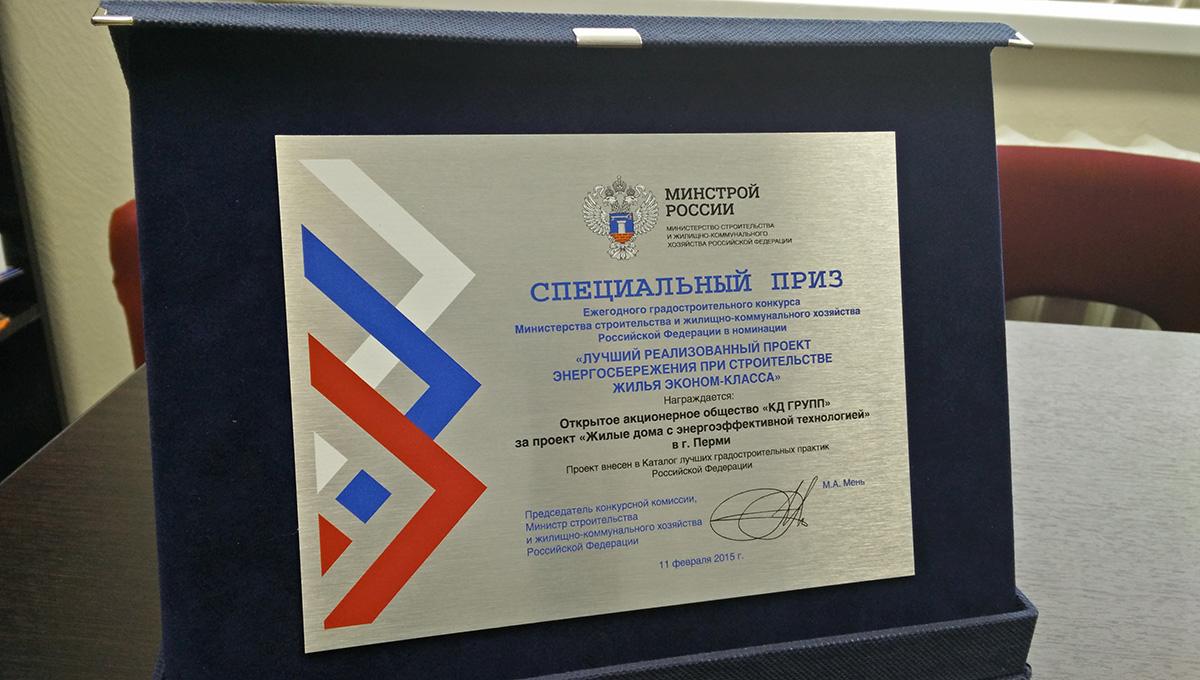 МИНСТРОЙ
РОССИИ
МИНИСТЕРСТВО СТРОИТЕЛЬСТВА
И ЖИЛИЩНО-КОММУНАЛЬНОГО
ХОЗЯЙСТВА РОССИЙСКОЙ ФЕДЕРАЦИИ
СПЕЦИАЛЬНЫЙ ПРИЗ
Ежегодного градостроительного конкурса
Министерства строительства и жилищно-коммунального хозяйства
Российской Федерации в номинации
«ЛУЧШИЙ РЕАЛИЗОВАННЫЙ ПРОЕКТ
ЭНЕРГОСБЕРЕЖЕНИЯ ПРИ СТРОИТЕЛЬСТВЕ
ЖИЛЬЯ ЭКОНОМ-КЛАССА»
Награждается:
Открытое акционерное общество «КД ГРУПП»
за проект «Жилые дома с энергоэффективной технологией»
в г. Перми
Проект внесен в Каталог лучших градостроительных практик
Российской Федерации
Председатель конкурсной комиссии,
Министр строительства
и жилищно-коммунального хозяйства
Российской Федерации
М.А. Мень
11 февраля 2015 г.